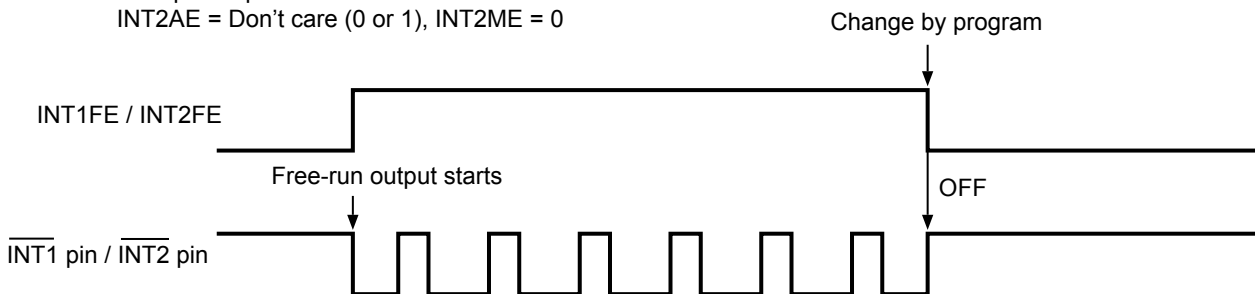 INT2AE = Don’t care (0 or 1), INT2ME = 0
Change by program
INT1FE / INT2FE
Free-run output starts
OFF
INT1 pin / INT2 pin